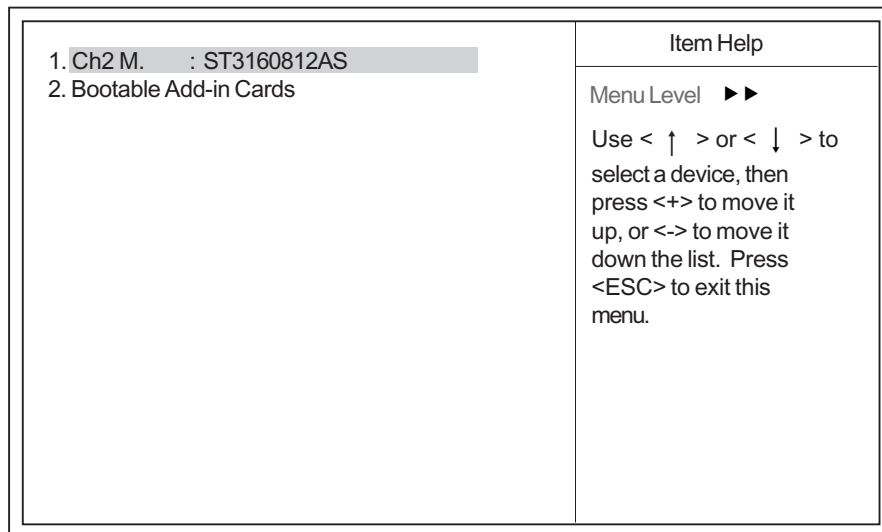 1. Ch2 M. : ST3160812AS
2. Bootable Add-in Cards
Item Help
Menu Level ▶▶
Use < ↑ > or < ↓ > to
select a device, then
press <+> to move it
up, or <-> to move it
down the list. Press
<ESC> to exit this
menu.